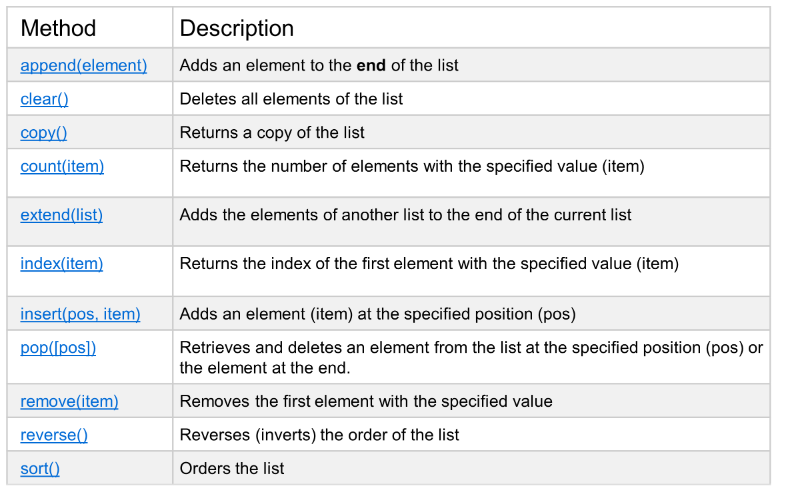 Method Description
append(element) Adds an element to the end of the list
clear() Deletes all elements of the list
copy() Returns a copy of the list
count(item) Returns the number of elements with the specified value (item)
extend(list) Adds the elements of another list to the end of the current list
index(item) Returns the index of the first element with the specified value (item)
insert(pos, item) Adds an element (item) at the specified position (pos)
pop([pos]) Retrieves and deletes an element from the list at the specified position (pos) or
the element at the end.
remove(item) Removes the first element with the specified value
reverse() Reverses (inverts) the order of the list
sort() Orders the list